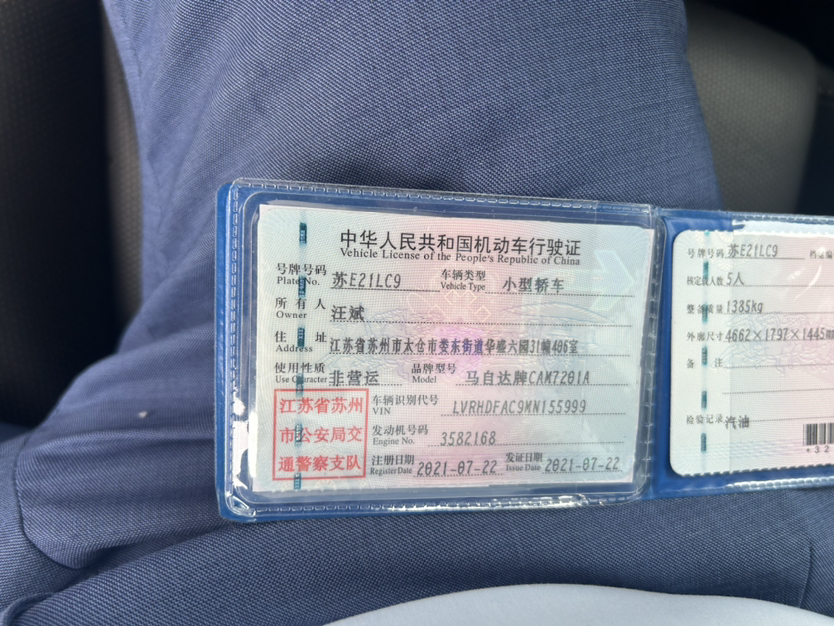 中华人民共和国机动车行驶证
Vehicle License of the People's Republic of China
号牌号码 苏E21LC9 车辆类型 小型轿车
Plate No. Vehicle Type
所有人 汪斌
Owner
住址 江苏省苏州市太仓市娄东街道华盛六园31幢406室
Address
使用性质 非营运 品牌型号 马自达牌CAM7201A
Use Character Model
江苏省苏州
市公安局交
通警察支队
车辆识别代号 LVRHDFAC9MN155999
VIN
发动机号码 3582168
Engine No.
注册日期 2021-07-22 发证日期 2021-07-22
Register Date Issue Date
号牌号码 苏E21LC9
核定载人数 5人
整备质量 1385kg
外廓尺寸 4662×1797×1445
备注
检验记录 汽油
*32